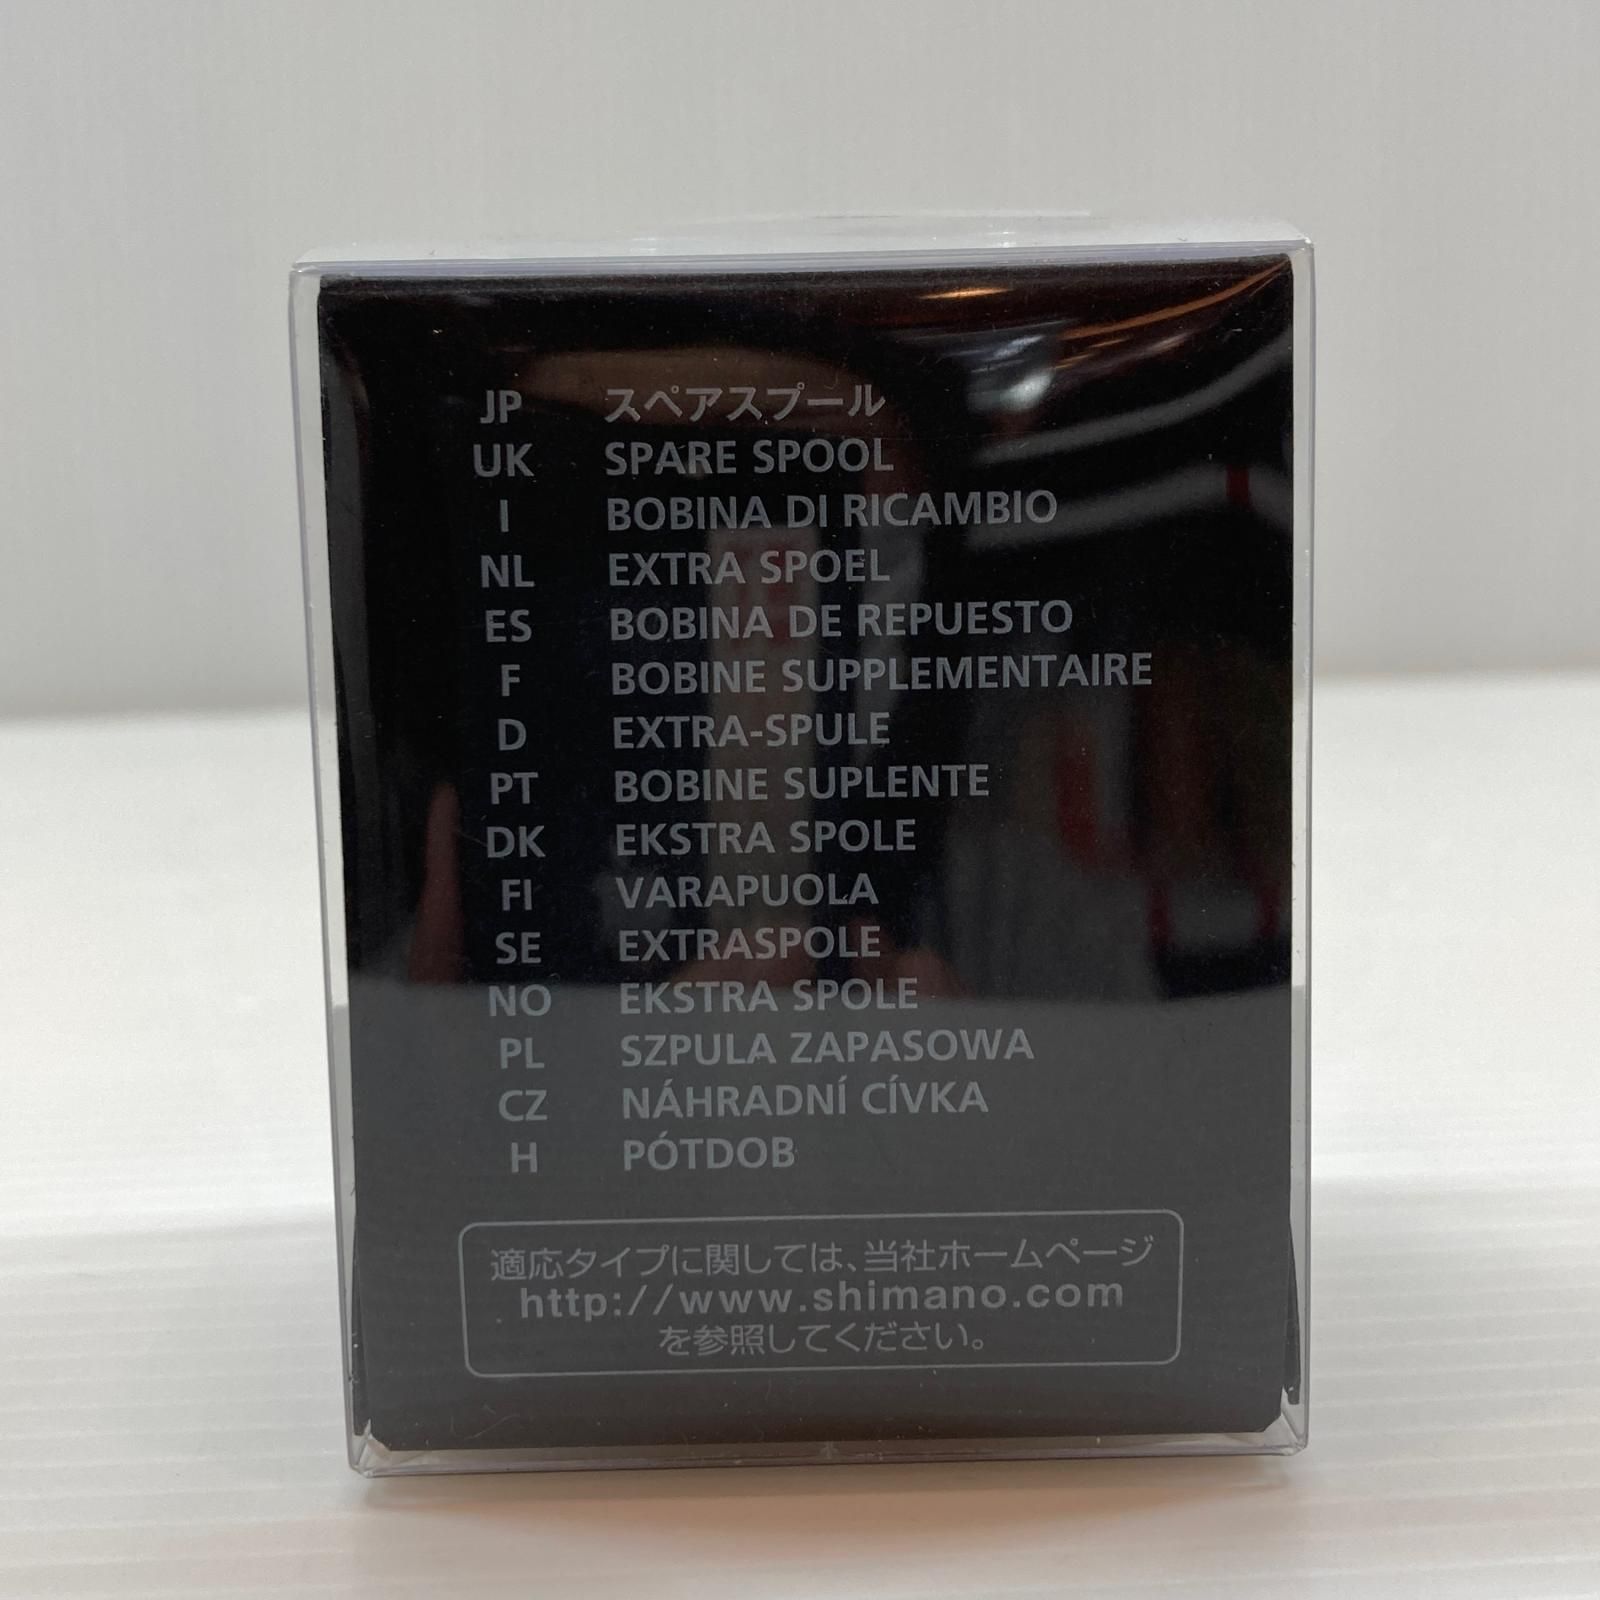 JP スペアスプール
UK SPARE SPOOL
I BOBINA DI RICAMBIO
NL EXTRA SPOEL
ES BOBINA DE REPUESTO
F BOBINE SUPPLEMENTAIRE
D EXTRA-SPULE
PT BOBINE SUPLENTE
DK EKSTRA SPOLE
FI VARAPUOLA
SE EXTRASPOLE
NO EKSTRA SPOLE
PL SZPULA ZAPASOWA
CZ NÁHRADNÍ CÍVKA
H PÓTDOB
適応タイプに関しては、当社ホームページ
http://www.shimano.com
を参照してください。